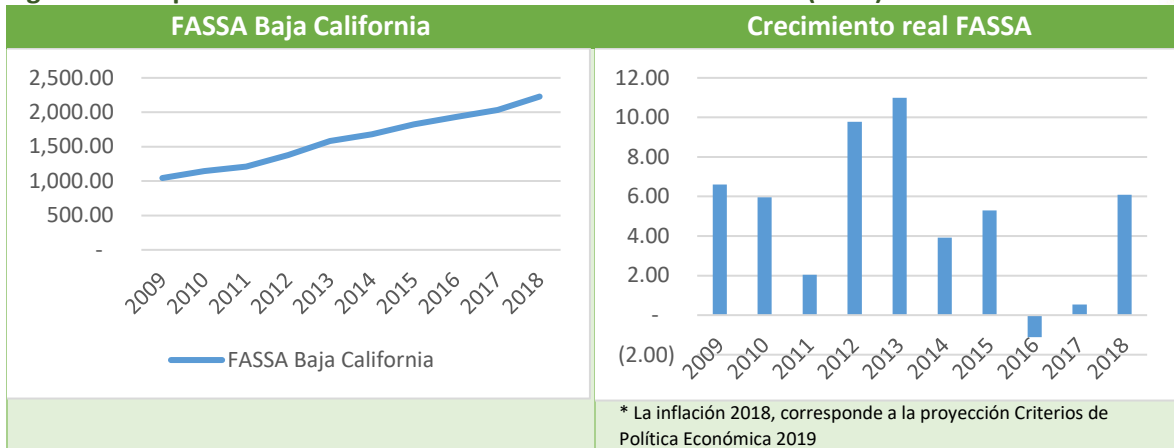 FASSA Baja California
Crecimiento real FASSA
2,500.00
2,000.00
1,500.00
1,000.00
500.00
-
2009 2010 2011 2012 2013 2014 2015 2016 2017 2018
FASSA Baja California
12.00
10.00
8.00
6.00
4.00
2.00
-
(2.00)
2009 2010 2011 2012 2013 2014 2015 2016 2017 2018
* La inflación 2018, corresponde a la proyección Criterios de
Política Económica 2019